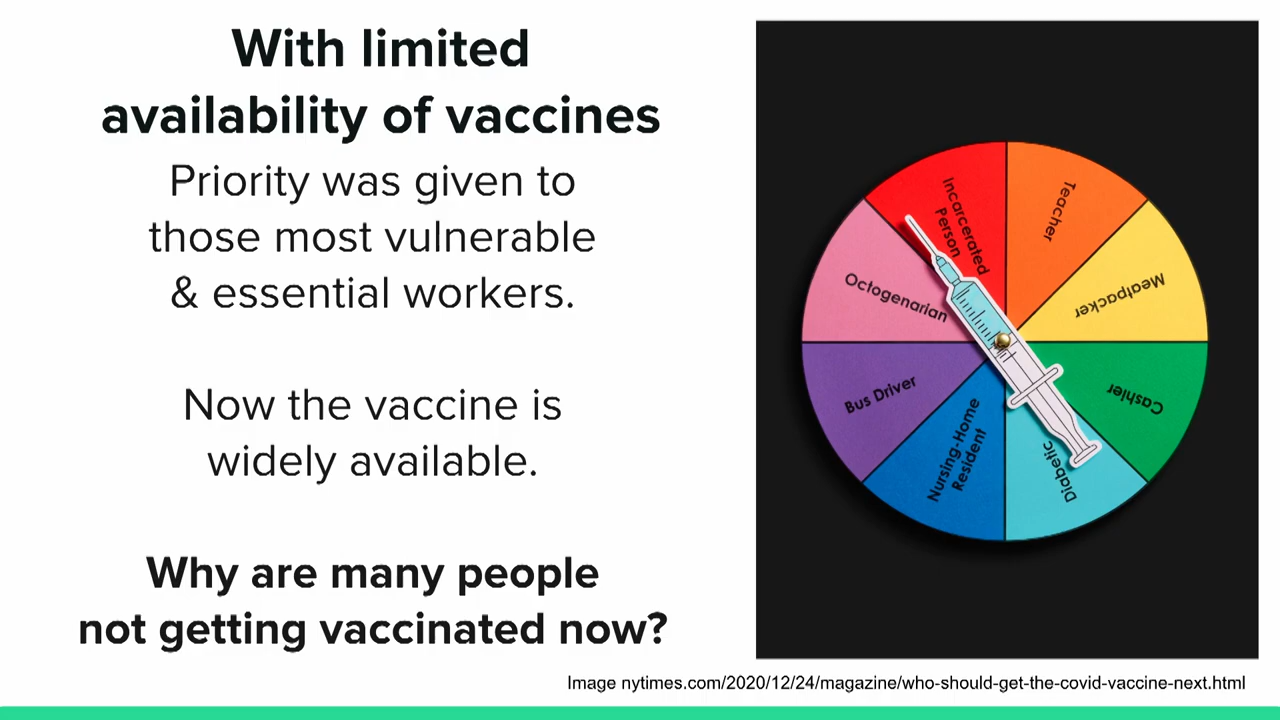 With limited
availability of vaccines
Priority was given to
those most vulnerable
& essential workers.
Now the vaccine is
widely available.
Why are many people
not getting vaccinated now?
Incarcerated
Person
Teacher
Meatpacker
Cashier
Diabetic
Nursing-Home
Resident
Bus Driver
Octogenarian
Image nytimes.com/2020/12/24/magazine/who-should-get-the-covid-vaccine-next.html